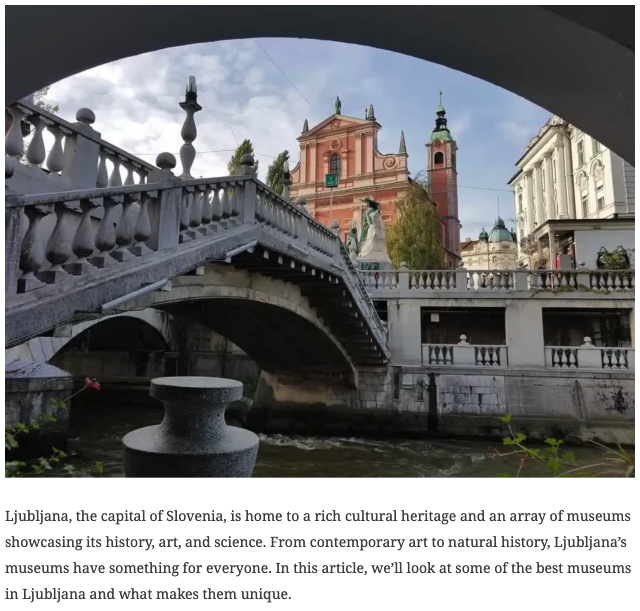 Ljubljana, the capital of Slovenia, is home to a rich cultural heritage and an array of museums
showcasing its history, art, and science. From contemporary art to natural history, Ljubljana’s
museums have something for everyone. In this article, we’ll look at some of the best museums
in Ljubljana and what makes them unique.